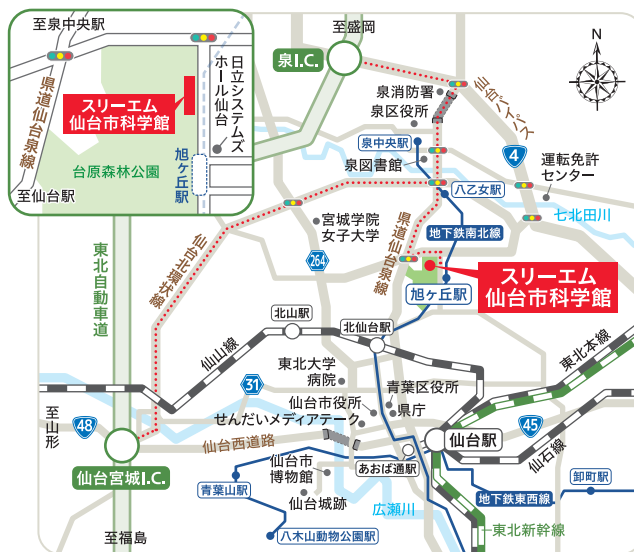 至泉中央駅
県道仙台泉線
至仙台駅
スリーエム
仙台市科学館
台原森林公園
旭ヶ丘駅
日立システムズ
ホール仙台
至盛岡
泉I.C.
泉消防署
泉区役所
仙台バイパス
N
4
泉中央駅
泉図書館
運転免許
センター
八乙女駅
七北田川
宮城学院
女子大学
県道仙台泉線
地下鉄南北線
仙台北環状線
264
スリーエム
仙台市科学館
旭ヶ丘駅
東北自動車道
北山駅
北仙台駅
仙山線
東北大学
病院
東北本線
31
青葉区役所
仙台市役所
県庁
せんだいメディアテーク
至山形
48
仙台西道路
仙台駅
45
仙石線
仙台宮城I.C.
仙台市
博物館
あおば通駅
卸町駅
青葉山駅
地下鉄東西線
仙台城跡
広瀬川
東北新幹線
至福島
八木山動物公園駅